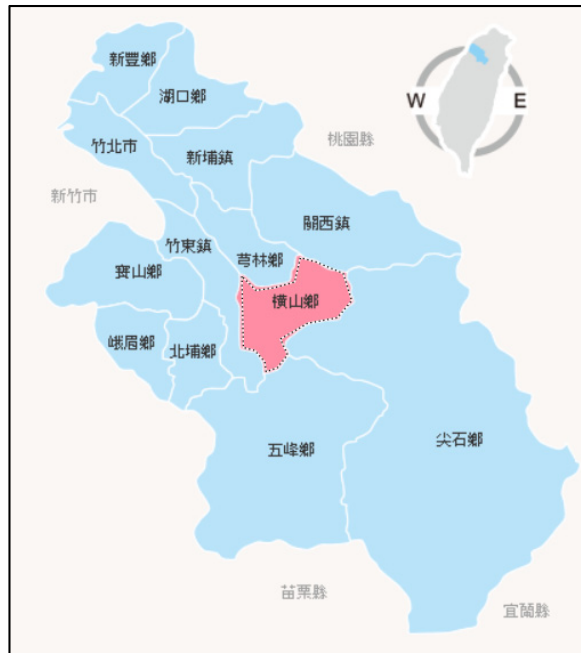 新豐鄉
湖口鄉
W
E
竹北市
新埔鎮
桃園縣
新竹市
關西鎮
竹東鎮
芎林鄉
寶山鄉
橫山鄉
峨眉鄉
北埔鄉
五峰鄉
尖石鄉
苗栗縣
宜蘭縣